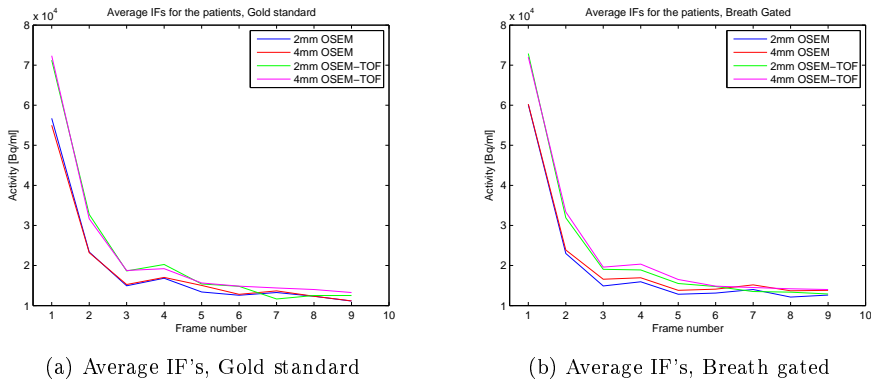 Average IFs for the patients, Gold standard
x 10^4
8
7
6
5
4
3
2
1
Activity [Bq/ml]
1 2 3 4 5 6 7 8 9 10
Frame number
2mm OSEM
4mm OSEM
2mm OSEM-TOF
4mm OSEM-TOF
(a) Average IF's, Gold standard
Average IFs for the patients, Breath Gated
x 10^4
8
7
6
5
4
3
2
1
Activity [Bq/ml]
1 2 3 4 5 6 7 8 9 10
Frame number
2mm OSEM
4mm OSEM
2mm OSEM-TOF
4mm OSEM-TOF
(b) Average IF's, Breath gated